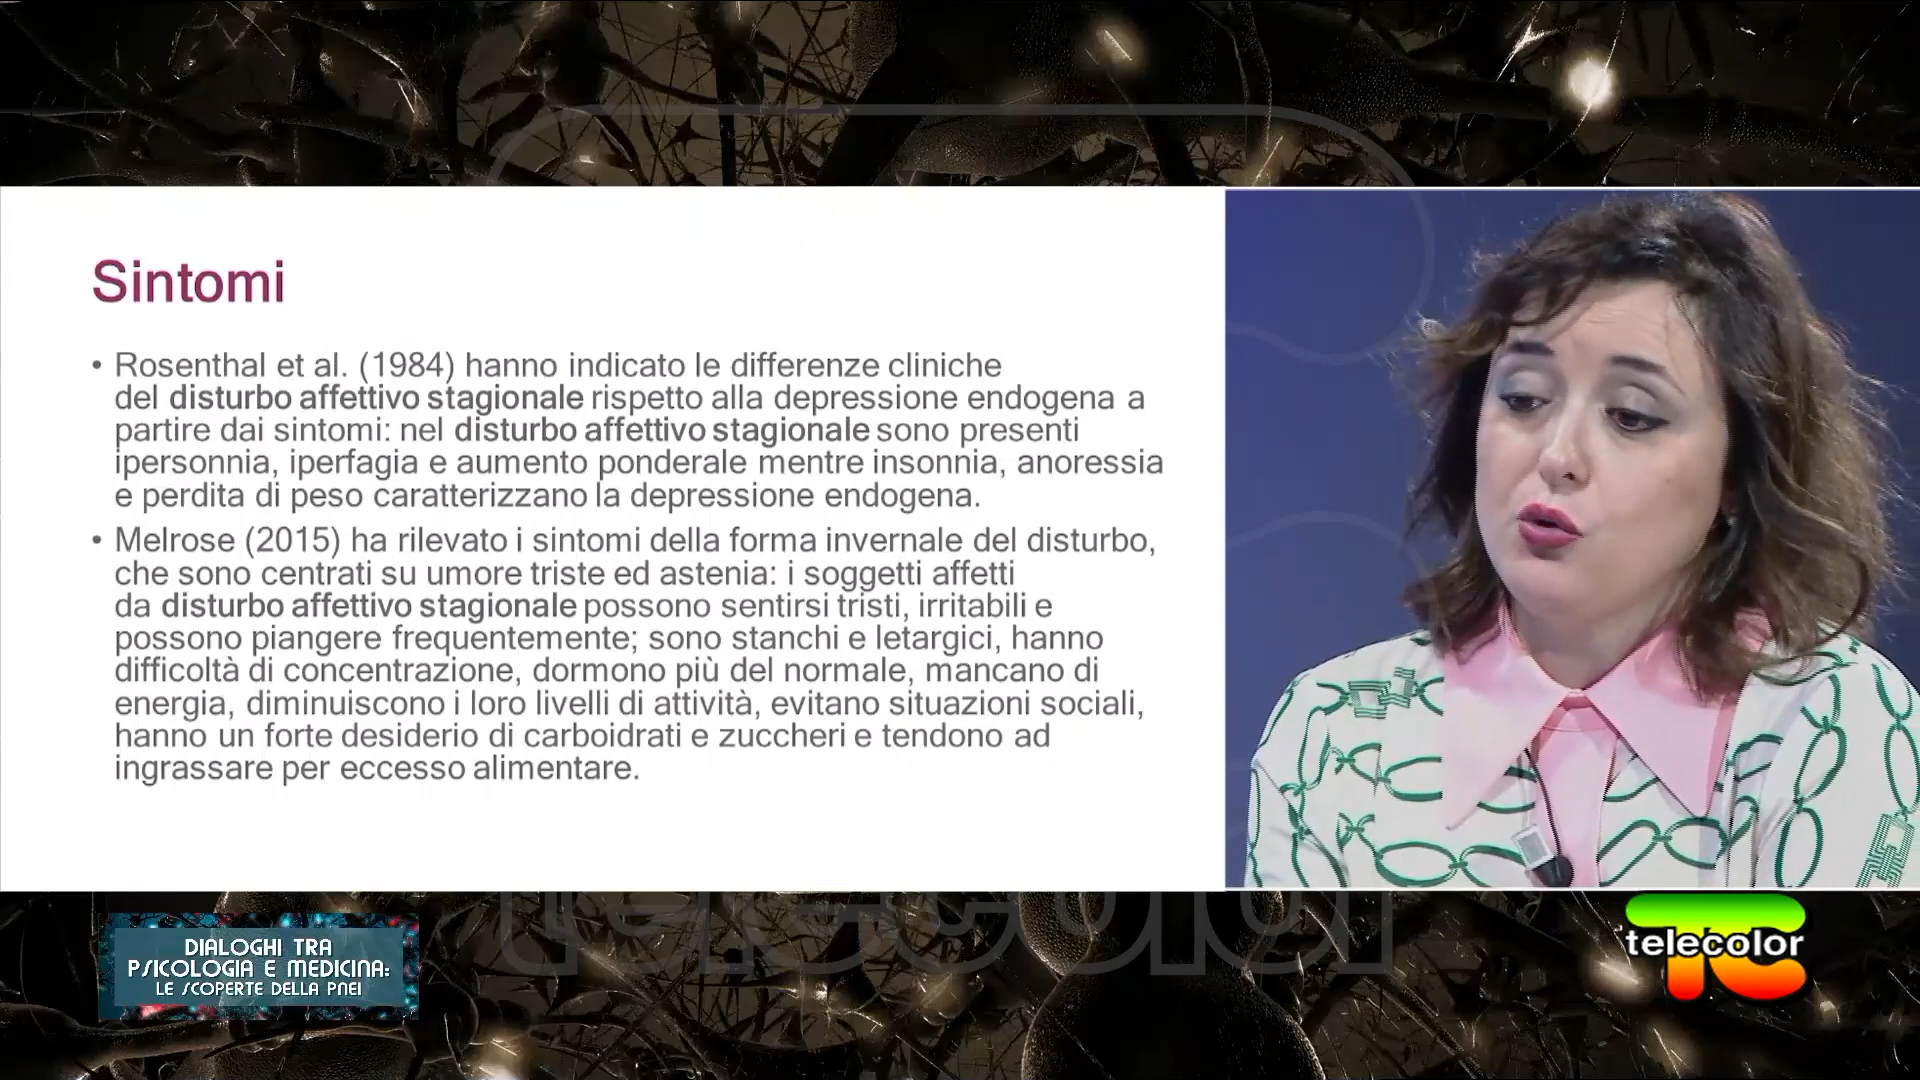 Sintomi
• Rosenthal et al. (1984) hanno indicato le differenze cliniche
del disturbo affettivo stagionale rispetto alla depressione endogena a
partire dai sintomi: nel disturbo affettivo stagionale sono presenti
ipersonnia, iperfagia e aumento ponderale mentre insonnia, anoressia
e perdita di peso caratterizzano la depressione endogena.
• Melrose (2015) ha rilevato i sintomi della forma invernale del disturbo,
che sono centrati su umore triste ed astenia: i soggetti affetti
da disturbo affettivo stagionale possono sentirsi tristi, irritabili e
possono piangere frequentemente; sono stanchi e letargici, hanno
difficoltà di concentrazione, dormono più del normale, mancano di
energia, diminuiscono i loro livelli di attività, evitano situazioni sociali,
hanno un forte desiderio di carboidrati e zuccheri e tendono ad
ingrassare per eccesso alimentare.
DIALOGHI TRA
PSICOLOGIA E MEDICINA:
LE SCOPERTE DELLA PNEI
telecolor
TC
telecolor